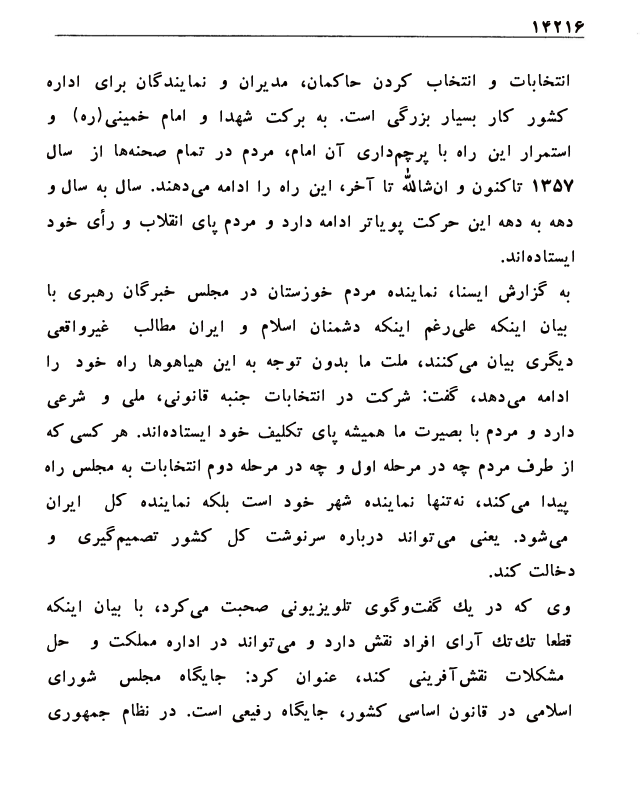 ۱۴۲۱۶
انتخابات و انتخاب کردن حاکمان، مدیران و نمایندگان برای اداره
کشور کار بسیار بزرگی است. به برکت شهدا و امام خمینی(ره) و
استمرار این راه با پرچم‌داری آن امام، مردم در تمام صحنه‌ها از سال
۱۳۵۷ تاکنون و ان‌شالله تا آخر، این راه را ادامه می‌دهند. سال به سال و
دهه به دهه این حرکت پویاتر ادامه دارد و مردم پای انقلاب و رأی خود
ایستاده‌اند.
به گزارش ایسنا، نماینده مردم خوزستان در مجلس خبرگان رهبری با
بیان اینکه علی‌رغم اینکه دشمنان اسلام و ایران مطالب غیرواقعی
دیگری بیان می‌کنند، ملت ما بدون توجه به این هیاهوها راه خود را
ادامه می‌دهد، گفت: شرکت در انتخابات جنبه قانونی، ملی و شرعی
دارد و مردم با بصیرت ما همیشه پای تکلیف خود ایستاده‌اند. هر کسی که
از طرف مردم چه در مرحله اول و چه در مرحله دوم انتخابات به مجلس راه
پیدا می‌کند، نه‌تنها نماینده شهر خود است بلکه نماینده کل ایران
می‌شود. یعنی می‌تواند درباره سرنوشت کل کشور تصمیم‌گیری و
دخالت کند.
وی که در یك گفت‌وگوی تلویزیونی صحبت می‌کرد، با بیان اینکه
قطعا تك‌تك آرای افراد نقش دارد و می‌تواند در اداره مملکت و حل
مشکلات نقش‌آفرینی کند، عنوان کرد: جایگاه مجلس شورای
اسلامی در قانون اساسی کشور، جایگاه رفیعی است. در نظام جمهوری